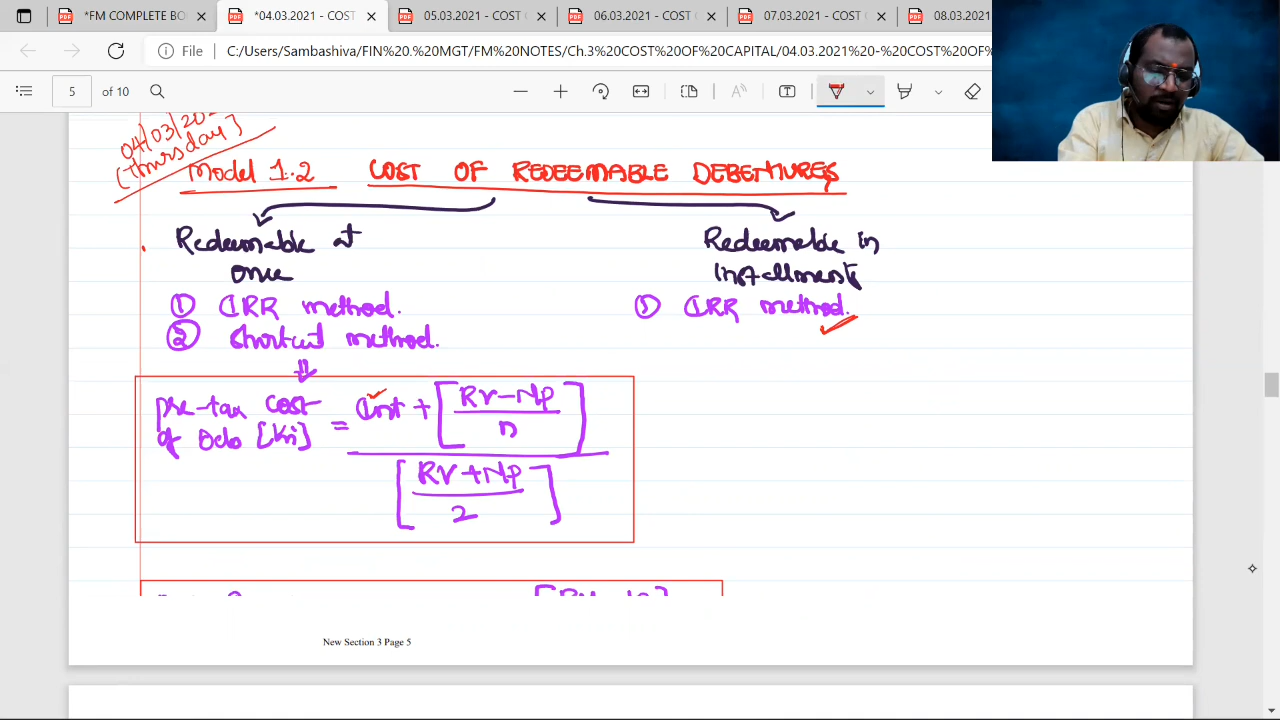 *FM COMPLETE BO
*04.03.2021 - COST
05.03.2021 - COST
06.03.2021 - COST
07.03.2021 - COST
08.03.2021
File C:/Users/Sambashiva/FIN%20.%20MGT/FM%20NOTES/Ch.3%20COST%20OF%20CAPITAL/04.03.2021%20-%20COST%20OF%
5 of 10
[Thursday]
Model 1.2 COST OF REDEEMABLE DEBENTURES
Redeemable at
once
Redeemable in
installments
① IRR method.
② Shortcut method.
① IRR method.
pre-tax cost
of Debt [Ki] = Int + [RV-NP
n]
[RV+NP
2]
New Section 3 Page 5